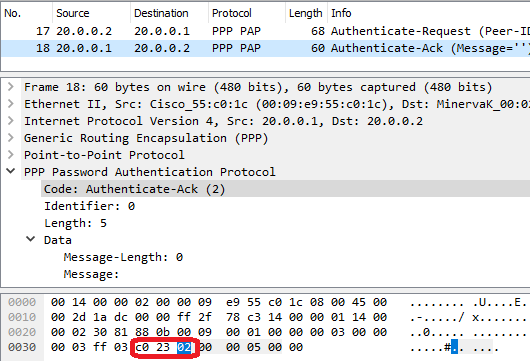 No. Source Destination Protocol Length Info
17 20.0.0.2 20.0.0.1 PPP PAP 68 Authenticate-Request (Peer-ID
18 20.0.0.1 20.0.0.2 PPP PAP 60 Authenticate-Ack (Message='')
Frame 18: 60 bytes on wire (480 bits), 60 bytes captured (480 bits)
Ethernet II, Src: Cisco_55:c0:1c (00:09:e9:55:c0:1c), Dst: MinervaK_00:02
Internet Protocol Version 4, Src: 20.0.0.1, Dst: 20.0.0.2
Generic Routing Encapsulation (PPP)
Point-to-Point Protocol
PPP Password Authentication Protocol
Code: Authenticate-Ack (2)
Identifier: 0
Length: 5
Data
Message-Length: 0
Message:
0000 00 14 00 00 02 00 00 09 e9 55 c0 1c 08 00 45 00 ........ .U....E.
0010 00 2d 1a dc 00 00 ff 2f 78 c3 14 00 00 01 14 00 .-...../ x.......
0020 00 02 30 81 88 0b 00 09 00 01 00 00 00 03 00 00 ..0..... ........
0030 00 03 ff 03 c0 23 02 00 00 05 00 00 .....#.. ....